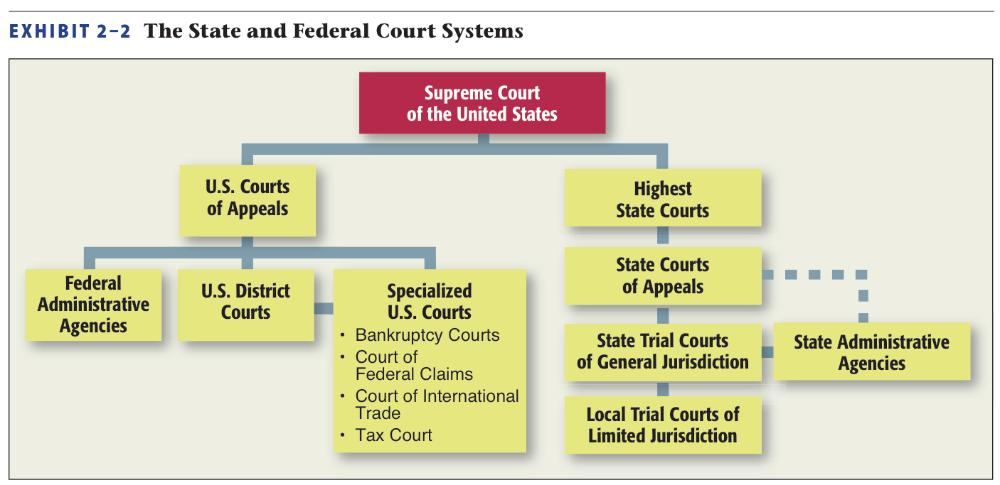 EXHIBIT 2–2 The State and Federal Court Systems
Supreme Court
of the United States
U.S. Courts
of Appeals
Highest
State Courts
State Courts
of Appeals
Federal
Administrative
Agencies
U.S. District
Courts
Specialized
U.S. Courts
• Bankruptcy Courts
• Court of
Federal Claims
• Court of International
Trade
• Tax Court
State Trial Courts
of General Jurisdiction
State Administrative
Agencies
Local Trial Courts of
Limited Jurisdiction